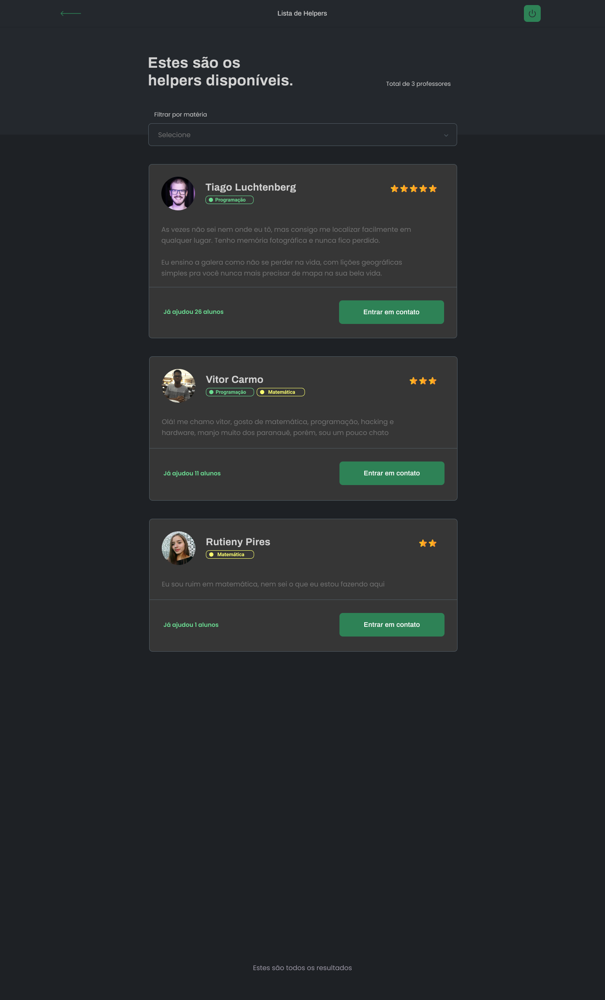 Lista de Helpers
Estes são os
helpers disponíveis.
Total de 3 professores
Filtrar por matéria
Selecione
Tiago Luchtenberg
Programação
As vezes não sei nem onde eu tô, mas consigo me localizar facilmente em
qualquer lugar. Tenho memória fotográfica e nunca fico perdido.
Eu ensino a galera como não se perder na vida, com lições geográficas
simples pra você nunca mais precisar de mapa na sua bela vida.
Já ajudou 26 alunos
Entrar em contato
Vitor Carmo
Programação Matemática
Olá! me chamo vitor, gosto de matemática, programação, hacking e
hardware, manjo muito dos paranauê, porém, sou um pouco chato
Já ajudou 11 alunos
Entrar em contato
Rutieny Pires
Matemática
Eu sou ruim em matemática, nem sei o que eu estou fazendo aqui
Já ajudou 1 alunos
Entrar em contato
Estes são todos os resultados